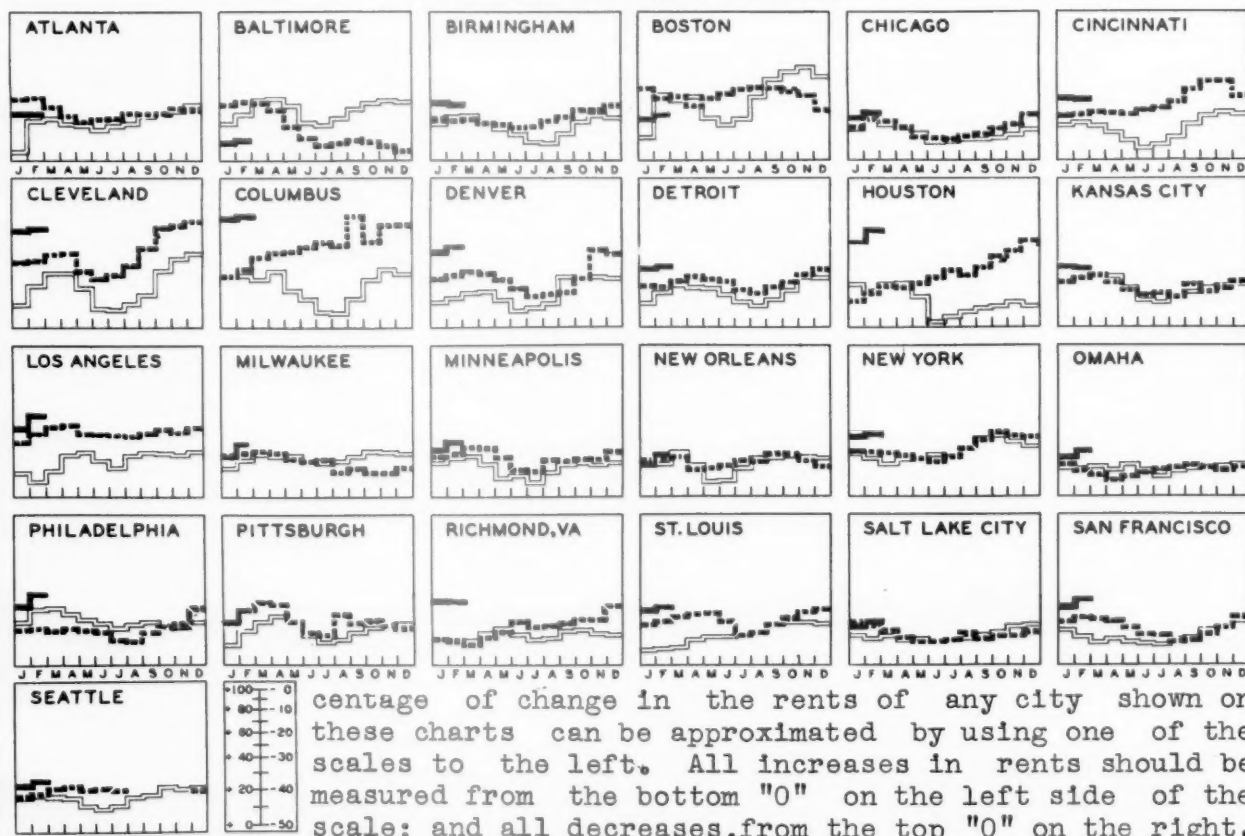 ATLANTA BALTIMORE BIRMINGHAM BOSTON CHICAGO CINCINNATI
J F M A M J J A S O N D J F M A M J J A S O N D J F M A M J J A S O N D J F M A M J J A S O N D J F M A M J J A S O N D J F M A M J J A S O N D
CLEVELAND COLUMBUS DENVER DETROIT HOUSTON KANSAS CITY
LOS ANGELES MILWAUKEE MINNEAPOLIS NEW ORLEANS NEW YORK OMAHA
PHILADELPHIA PITTSBURGH RICHMOND,VA ST. LOUIS SALT LAKE CITY SAN FRANCISCO
J F M A M J J A S O N D J F M A M J J A S O N D J F M A M J J A S O N D J F M A M J J A S O N D J F M A M J J A S O N D
SEATTLE
J F M A M J J A S O N D
100 0
80 -10
60 -20
40 -30
20 -40
0 -50
centage of change in the rents of any city shown on
these charts can be approximated by using one of the
scales to the left. All increases in rents should be
measured from the bottom "0" on the left side of the
scale; and all decreases, from the top "0" on the right.